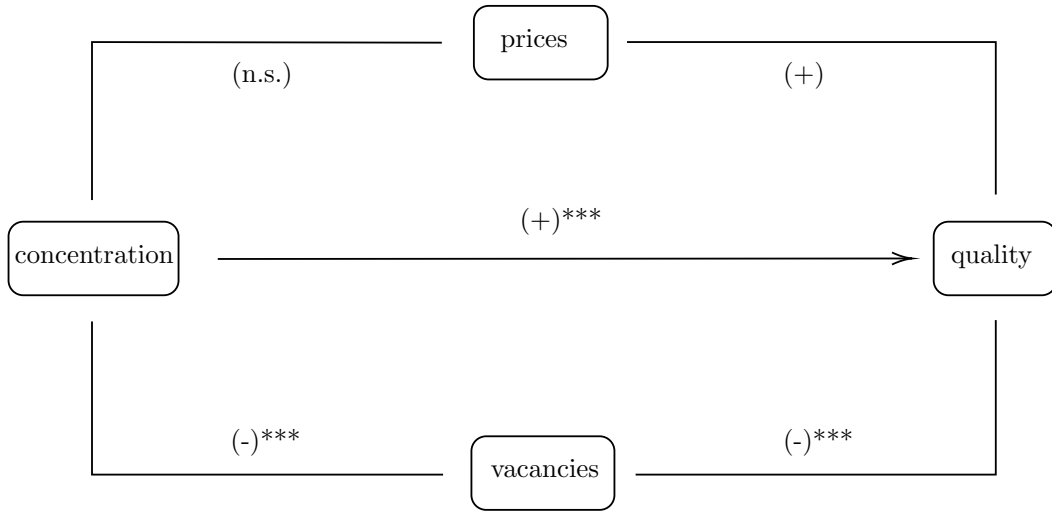 prices
(n.s.)
(+)
(+)***
concentration
quality
(-)***
(-)***
vacancies